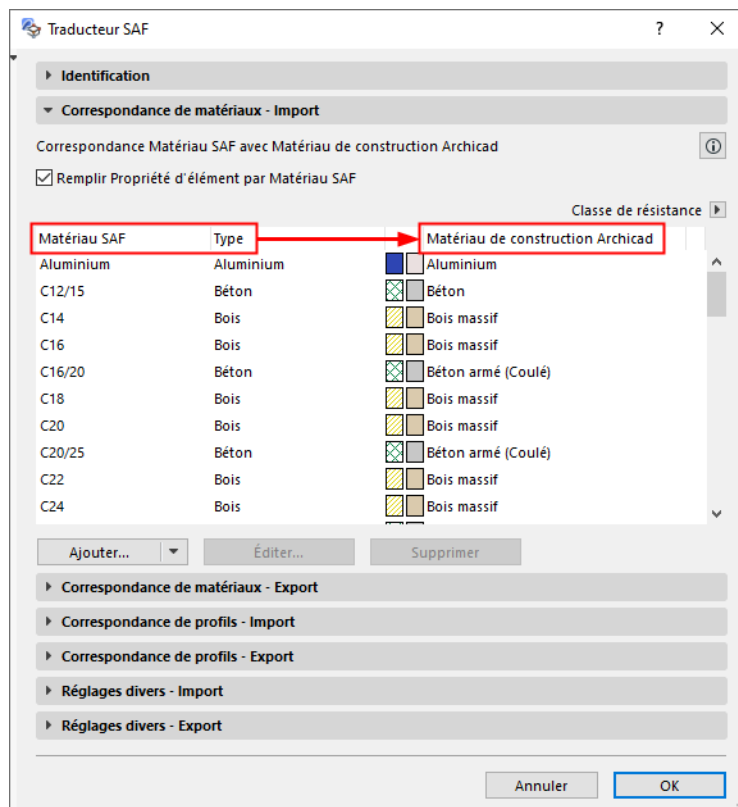 Traducteur SAF
Identification
Correspondance de matériaux - Import
Correspondance Matériau SAF avec Matériau de construction Archicad
Remplir Propriété d'élément par Matériau SAF
Classe de résistance
Matériau SAF Type Matériau de construction Archicad
Aluminium Aluminium Aluminium
C12/15 Béton Béton
C14 Bois Bois massif
C16 Bois Bois massif
C16/20 Béton Béton armé (Coulé)
C18 Bois Bois massif
C20 Bois Bois massif
C20/25 Béton Béton armé (Coulé)
C22 Bois Bois massif
C24 Bois Bois massif
Ajouter... Éditer... Supprimer
Correspondance de matériaux - Export
Correspondance de profils - Import
Correspondance de profils - Export
Réglages divers - Import
Réglages divers - Export
Annuler OK